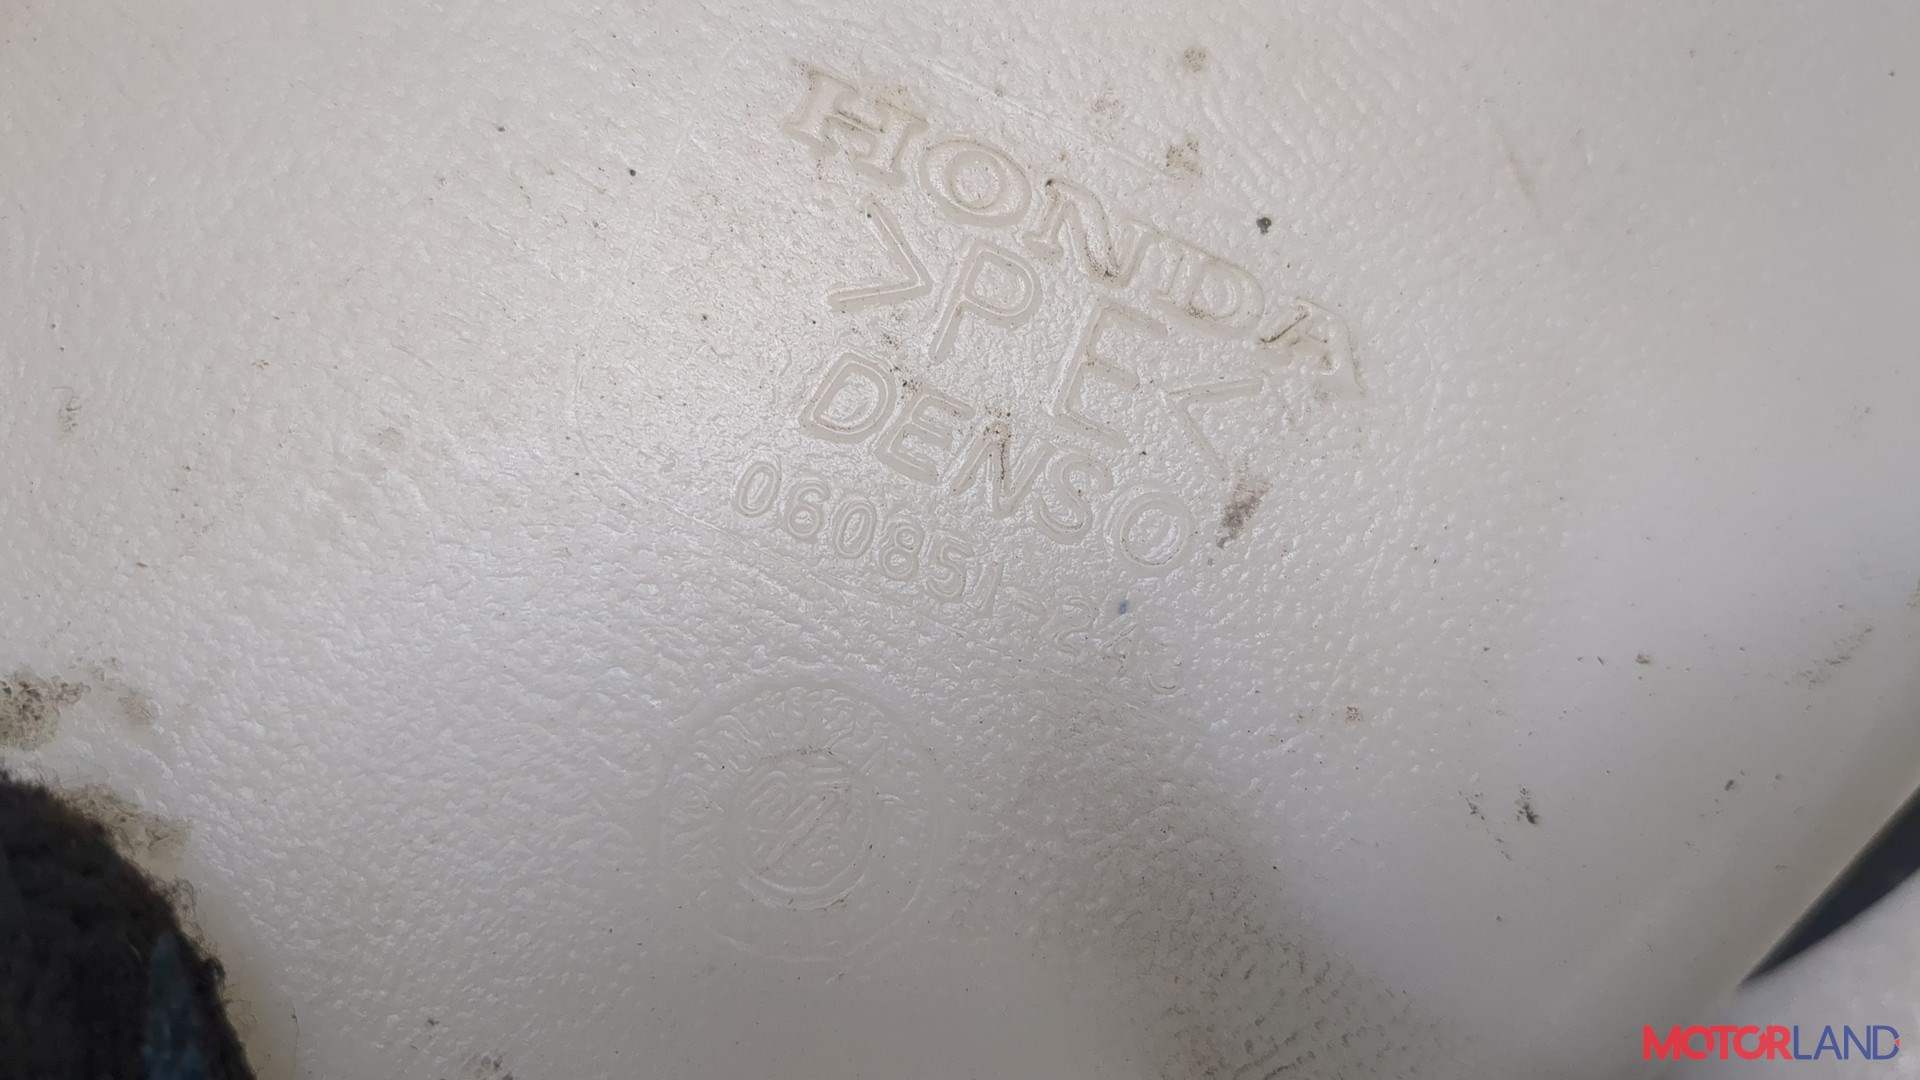 HONDA
>PE<
DENSO
060851-24
MOTORLAND